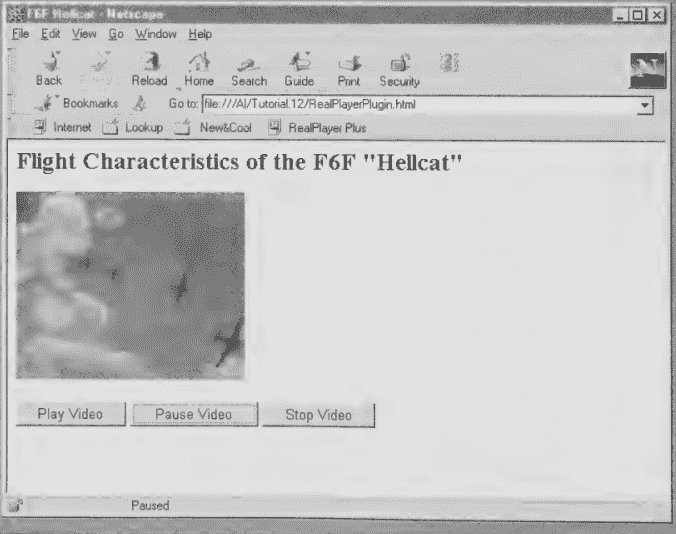 F6F Hellcat - Netscape
File Edit View Go Window Help
Back Reload Home Search Guide Print Security
N
Bookmarks Go to: file:///A|/Tutorial.12/RealPlayerPlugin.html
Internet Lookup New&Cool RealPlayer Plus
Flight Characteristics of the F6F "Hellcat"
Play Video Pause Video Stop Video
Paused